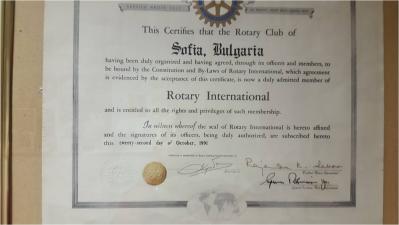 SERVICE ABOVE SELF
This Certifies that the Rotary Club of
Sofia, Bulgaria
having been duly organized and having agreed, through its officers and members, to
be bound by the Constitution and By-Laws of Rotary International, which agreement
is evidenced by the acceptance of this certificate, is now a duly admitted member of
Rotary International
and is entitled to all the rights and privileges of such membership.
In witness whereof the seal of Rotary International is hereto affixed
and the signatures of its officers, being duly authorized, are subscribed hereto
this twenty-second day of October, 1991